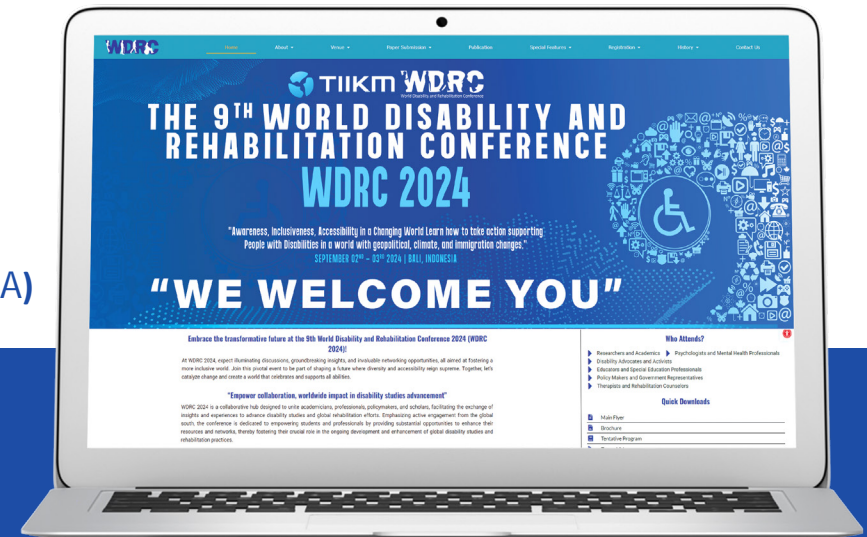 WDRC
Home About Venue Paper Submission Publication Special Features Registration History Contact Us
TIIKM WDRC
World Disability and Rehabilitation Conference
THE 9TH WORLD DISABILITY AND
REHABILITATION CONFERENCE
WDRC 2024
"Awareness, Inclusiveness, Accessibility in a Changing World Learn how to take action supporting
People with Disabilities in a world with geopolitical, climate, and immigration changes."
SEPTEMBER 02ND – 03RD 2024 | BALI, INDONESIA
A)
"WE WELCOME YOU"
Embrace the transformative future at the 9th World Disability and Rehabilitation Conference 2024 (WDRC
2024)!
At WDRC 2024, expect illuminating discussions, groundbreaking insights, and invaluable networking opportunities, all aimed at fostering a
more inclusive world. Join this pivotal event to be part of shaping a future where diversity and accessibility reign supreme. Together, let's
catalyze change and create a world that celebrates and supports all abilities.
"Empower collaboration, worldwide impact in disability studies advancement"
WDRC 2024 is a collaborative hub designed to unite academicians, professionals, policymakers, and scholars, facilitating the exchange of
insights and experiences to advance disability studies and global rehabilitation efforts. Emphasizing active engagement from the global
south, the conference is dedicated to empowering students and professionals by providing substantial opportunities to enhance their
resources and networks, thereby fostering their crucial role in the ongoing development and enhancement of global disability studies and
rehabilitation practices.
Who Attends?
Researchers and Academics Psychologists and Mental Health Professionals
Disability Advocates and Activists
Educators and Special Education Professionals
Policy Makers and Government Representatives
Therapists and Rehabilitation Counselors
Quick Downloads
Main Flyer
Brochure
Tentative Program